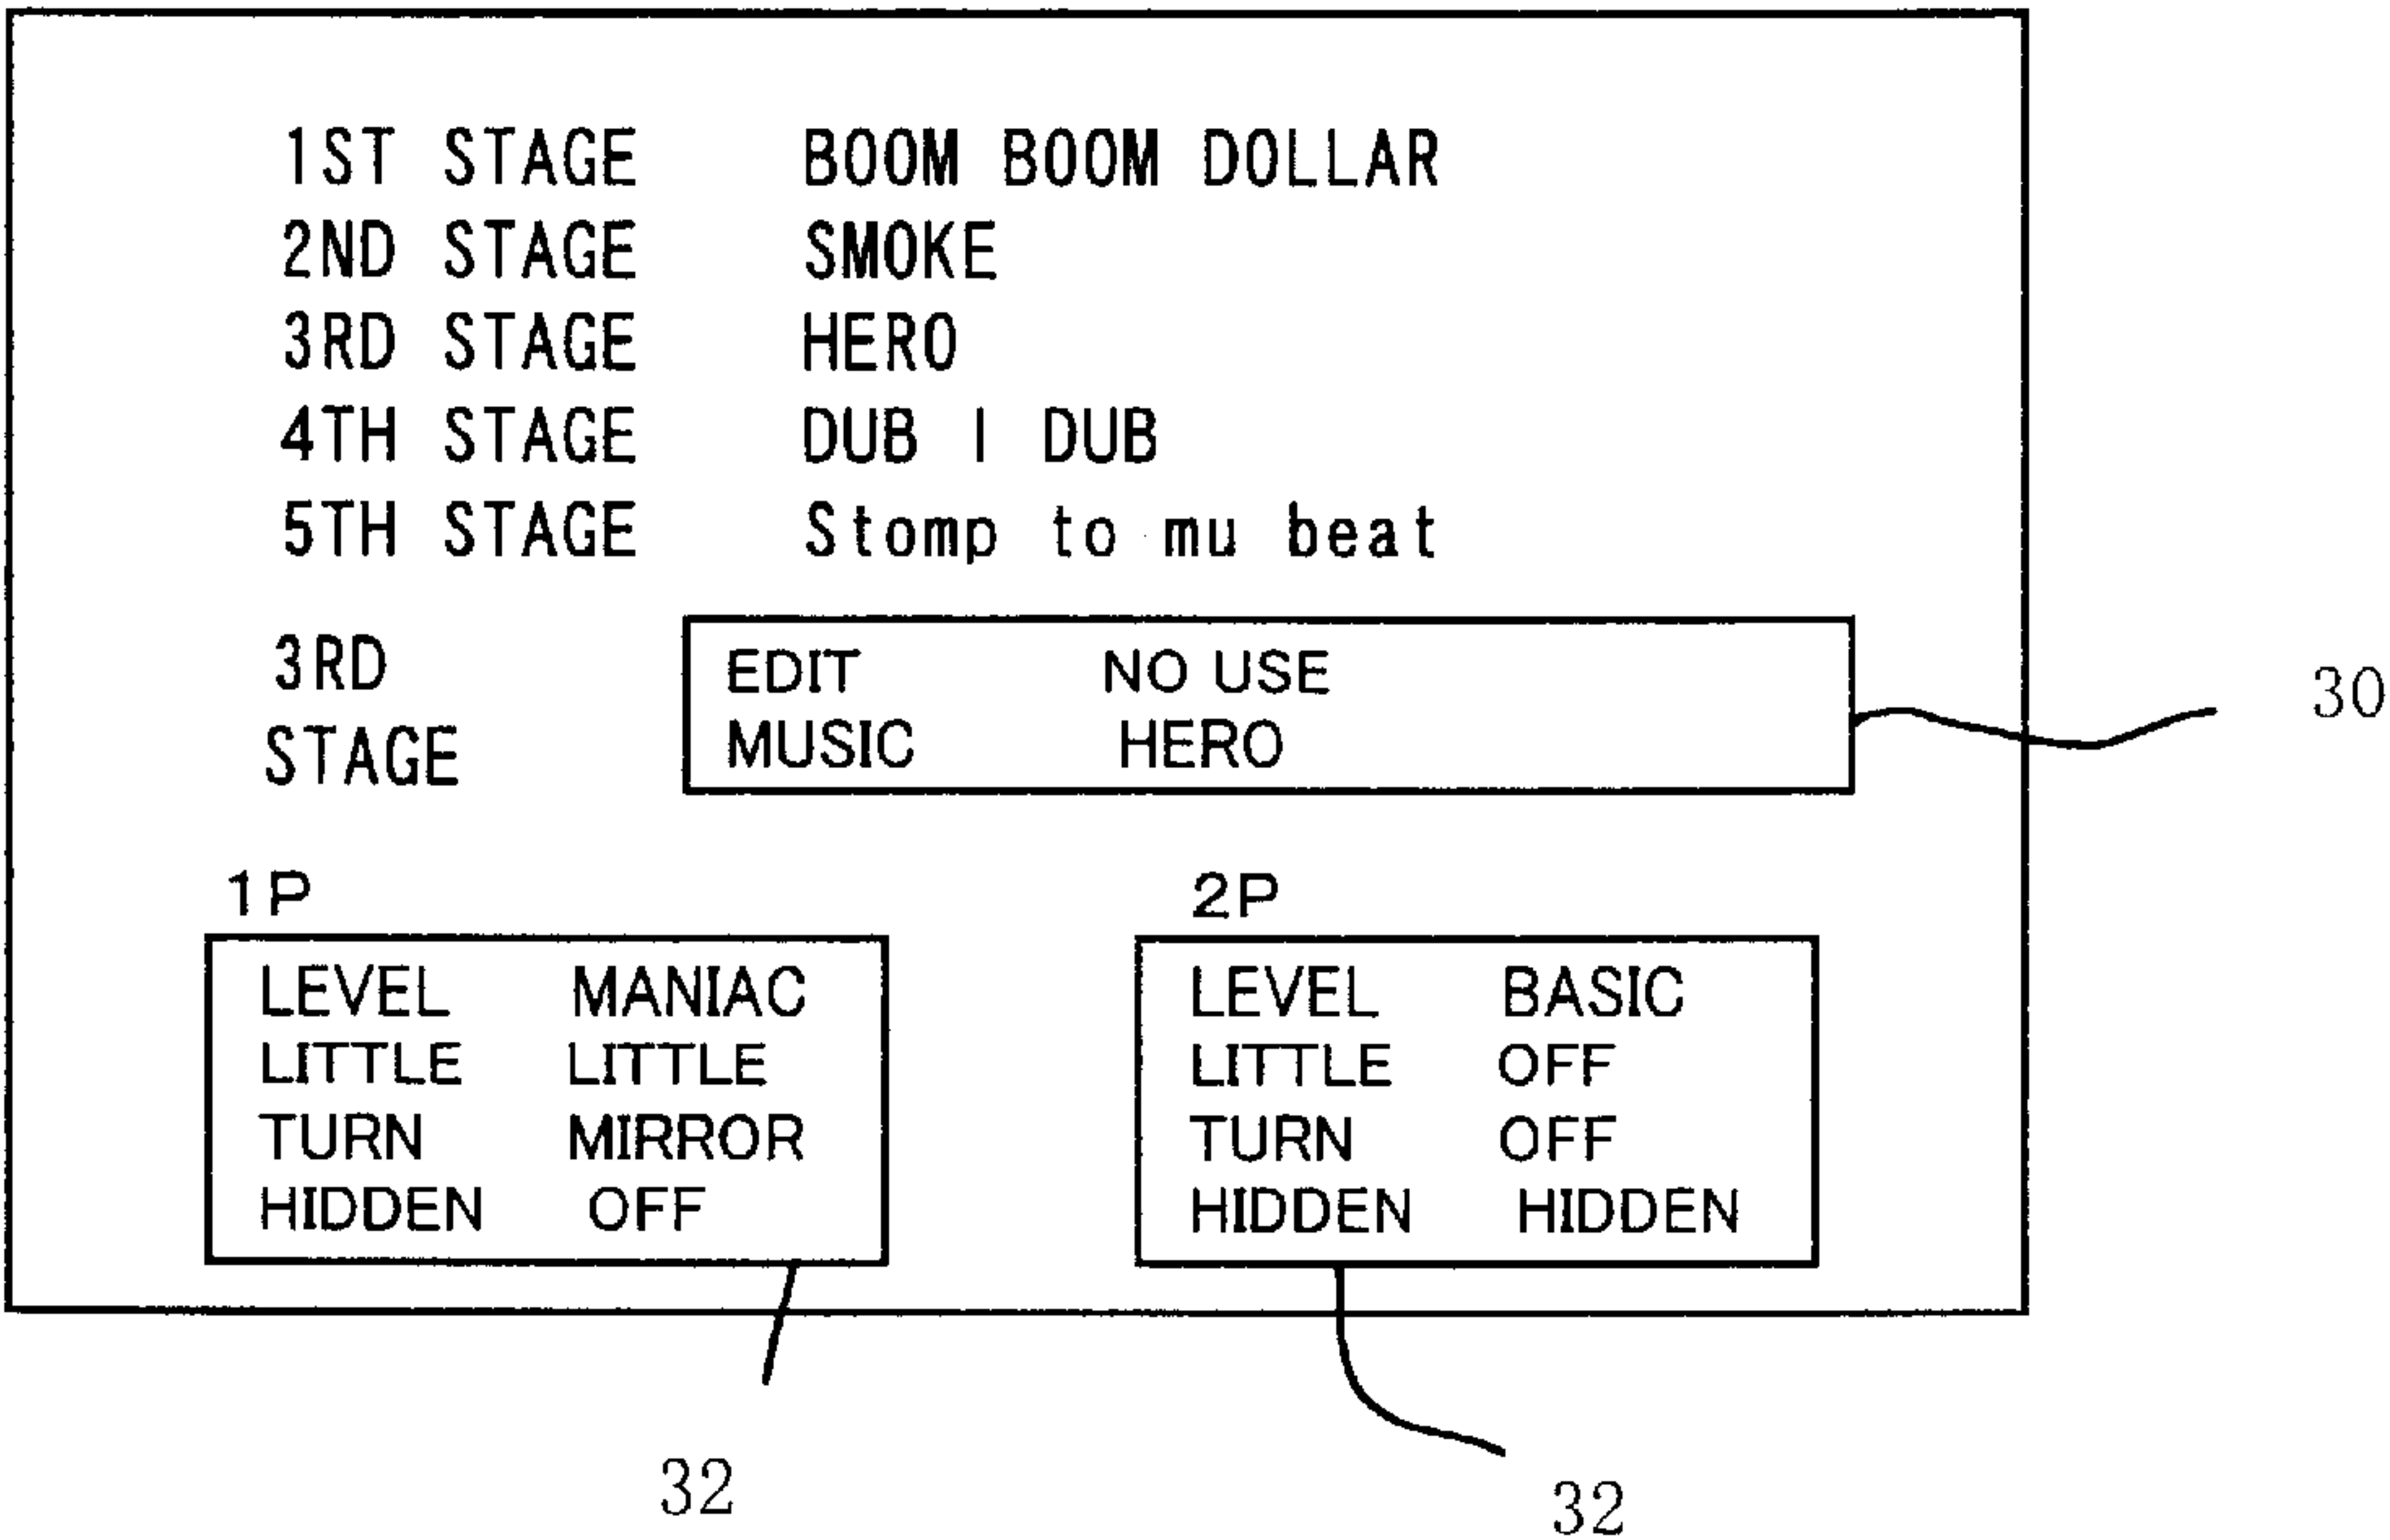 1ST STAGE BOOM BOOM DOLLAR
2ND STAGE SMOKE
3RD STAGE HERO
4TH STAGE DUB I DUB
5TH STAGE Stomp to mu beat
3RD STAGE
EDIT NO USE
MUSIC HERO
30
1P
LEVEL MANIAC
LITTLE LITTLE
TURN MIRROR
HIDDEN OFF
2P
LEVEL BASIC
LITTLE OFF
TURN OFF
HIDDEN HIDDEN
32
32